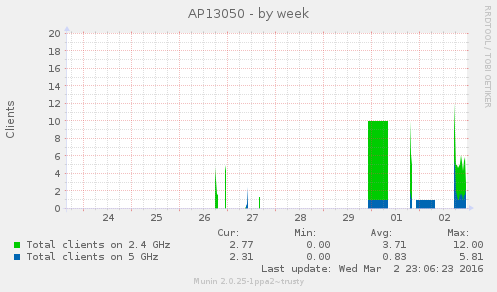 AP13050 - by week
RRDTOOL / TOBI OETIKER
Clients
20
18
16
14
12
10
8
6
4
2
0
24 25 26 27 28 29 01 02
Cur: Min: Avg: Max:
Total clients on 2.4 GHz 2.77 0.00 3.71 12.00
Total clients on 5 GHz 2.31 0.00 0.83 5.81
Last update: Wed Mar 2 23:06:23 2016
Munin 2.0.25-1ppa2~trusty